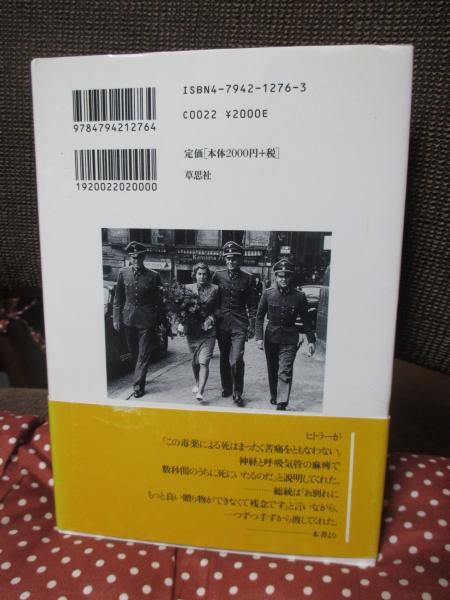 ISBN4-7942-1276-3
C0022 ¥2000E
9784794212764
定価[本体2000円+税]
草思社
1920022020000
ヒトラーが
「この毒薬による死はまったく苦痛をともなわない。
神経と呼吸気管の麻痺で
数秒間のうちに死にいたるのだ」と説明してくれた。
———総統は「お別れに
もっと良い贈り物ができなくて残念です」と言いながら、
一つずつ手ずから渡してくれた。
———本書より